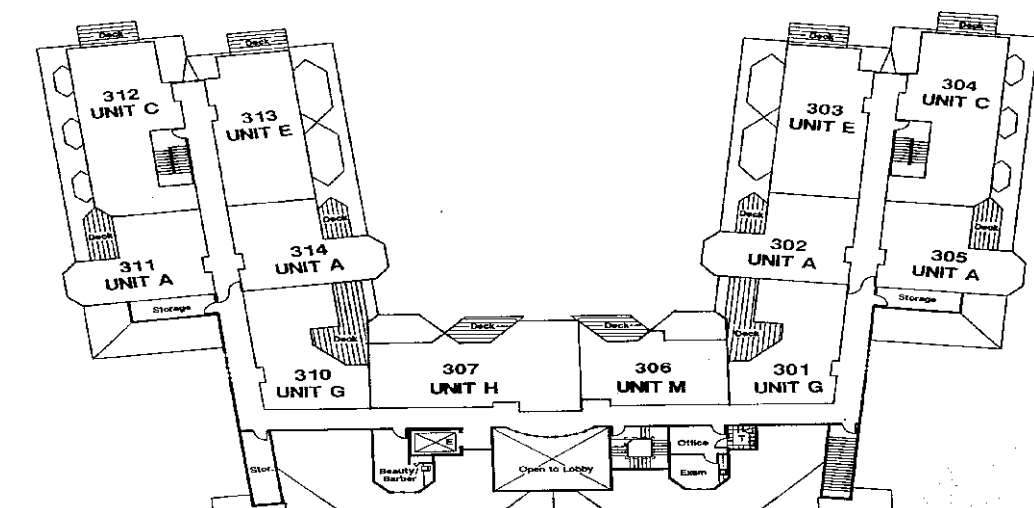 Deck
Deck
Deck
Deck
312
UNIT C
313
UNIT E
303
UNIT E
304
UNIT C
Deck
Deck
Deck
Deck
311
UNIT A
314
UNIT A
302
UNIT A
305
UNIT A
Storage
Storage
Deck
Deck
Deck
Deck
310
UNIT G
307
UNIT H
306
UNIT M
301
UNIT G
Stor.
Beauty/
Barber
E
Open to Lobby
Office
T
Exam